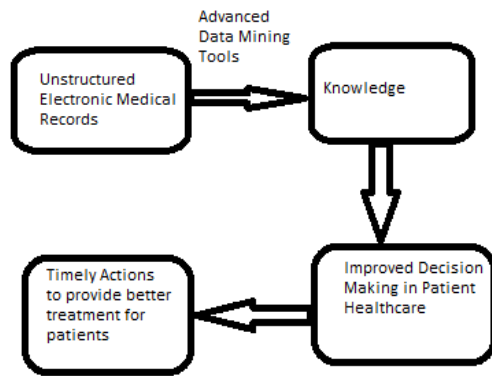 Advanced
Data Mining
Tools
Unstructured
Electronic Medical
Records
Knowledge
Improved Decision
Making in Patient
Healthcare
Timely Actions
to provide better
treatment for
patients